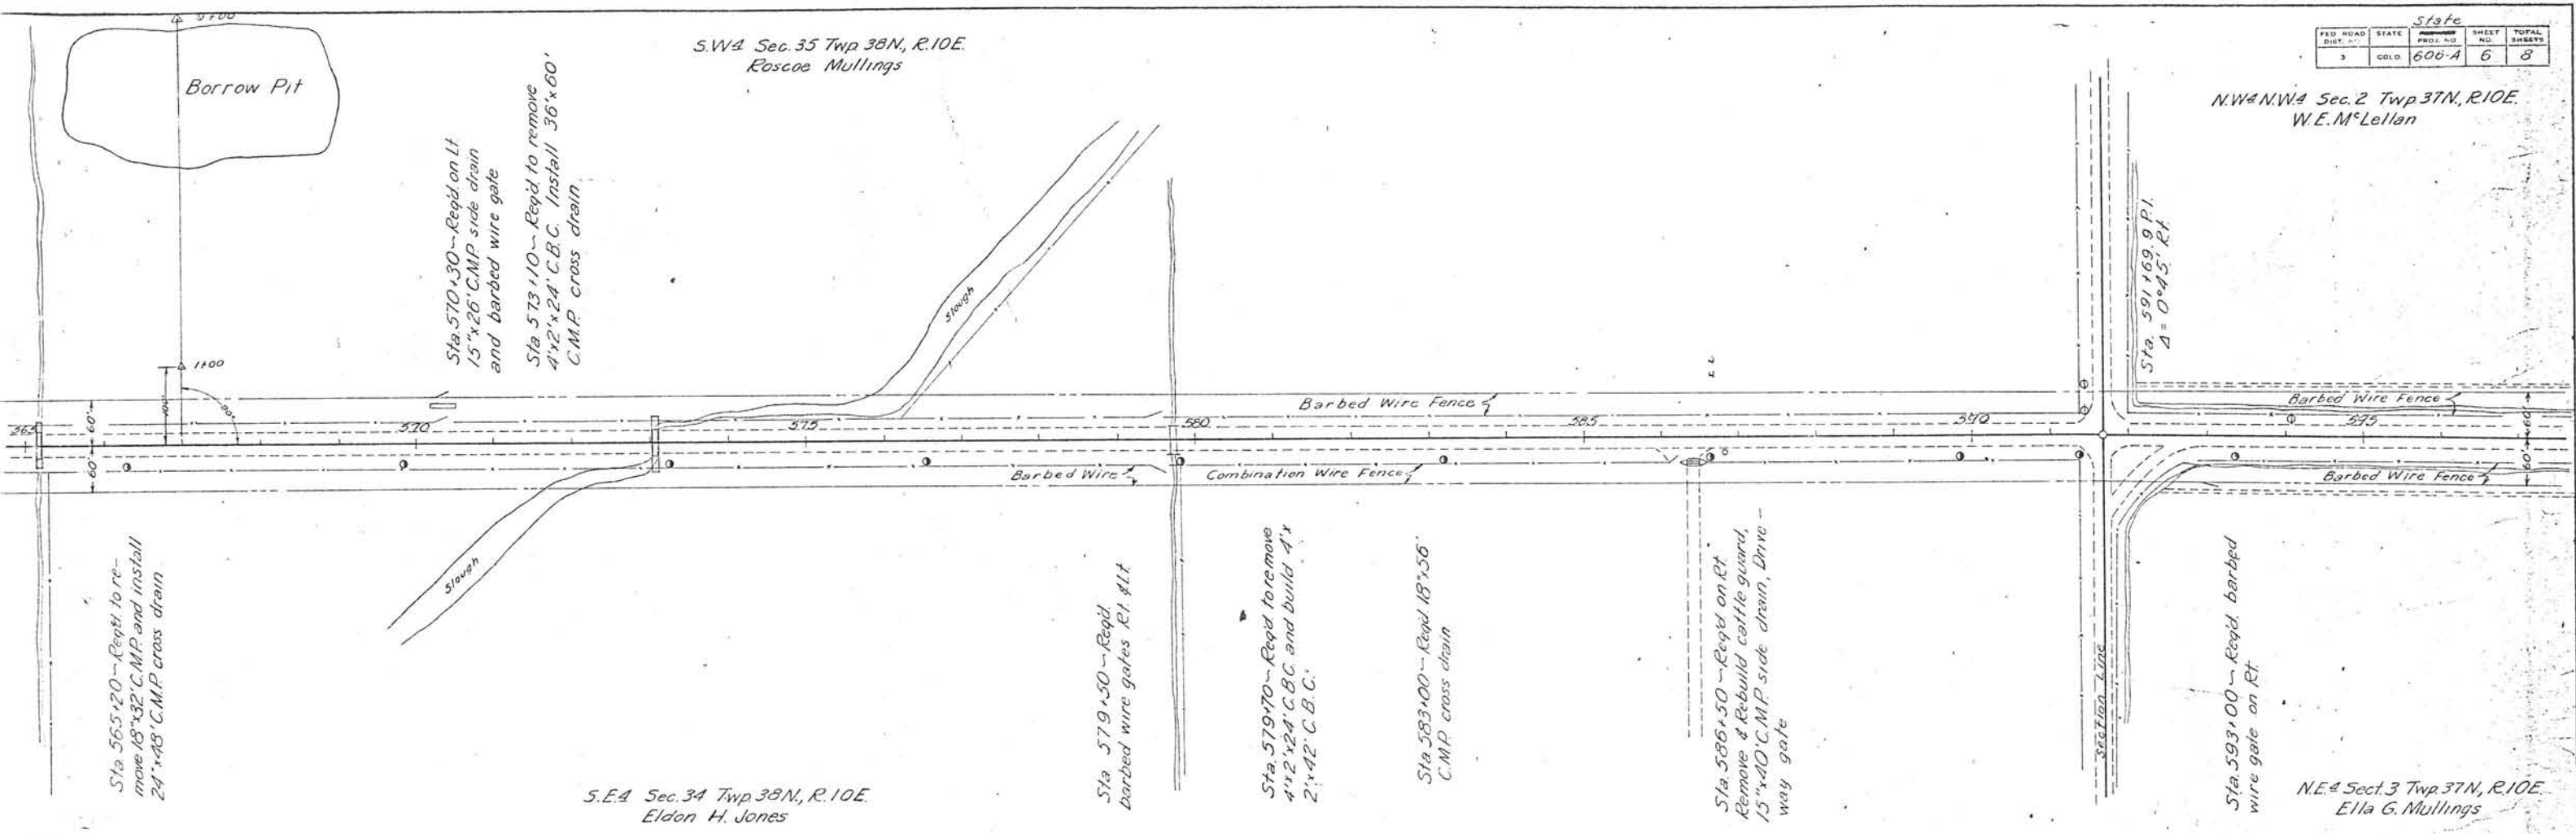 9+00
Borrow Pit
S.W4 Sec. 35 Twp 38N., R.10E.
Roscoe Mullings
State
FED ROAD DIST. NO. STATE PROJ. NO SHEET NO. TOTAL SHEETS
3 COLO. 606-A 6 8
N.W4 N.W4 Sec. 2 Twp 37N., R.10E.
W.E. McLellan
Sta. 570+30~Req'd. on Lt.
15"x26' C.M.P. side drain
and barbed wire gate
Sta. 573+10~Req'd. to remove
4'x2'x24' C.B.C. Install 36"x60'
C.M.P. cross drain.
Slough
Sta. 591+69.9 P.I.
Δ = 0°45' Rt.
1+00
100'
90°
60'
60'
565
570
575
580
585
590
595
Barbed Wire Fence
Barbed Wire Fence
60'
60'
Barbed Wire
Combination Wire Fence
Barbed Wire Fence
Slough
Sta. 565+20~Req'd. to re-
move 18"x32' C.M.P. and install
24"x48' C.M.P. cross drain
S.E.4 Sec. 34 Twp. 38N., R.10E.
Eldon H. Jones
Sta. 579+50~Req'd.
barbed wire gates Rt. & Lt.
Sta. 579+70~Req'd to remove
4'x2'x24' C.B.C. and build 4'x
2'x42' C.B.C.
Sta. 583+00~Req'd 18"x56'
C.M.P. cross drain
Sta. 586+50~Req'd on Rt.
Remove & Rebuild cattle guard,
15"x40' C.M.P. side drain, Drive-
way gate
Section Line
Sta. 593+00~Req'd. barbed
wire gate on Rt.
N.E.4 Sect. 3 Twp. 37N., R.10E.
Ella G. Mullings